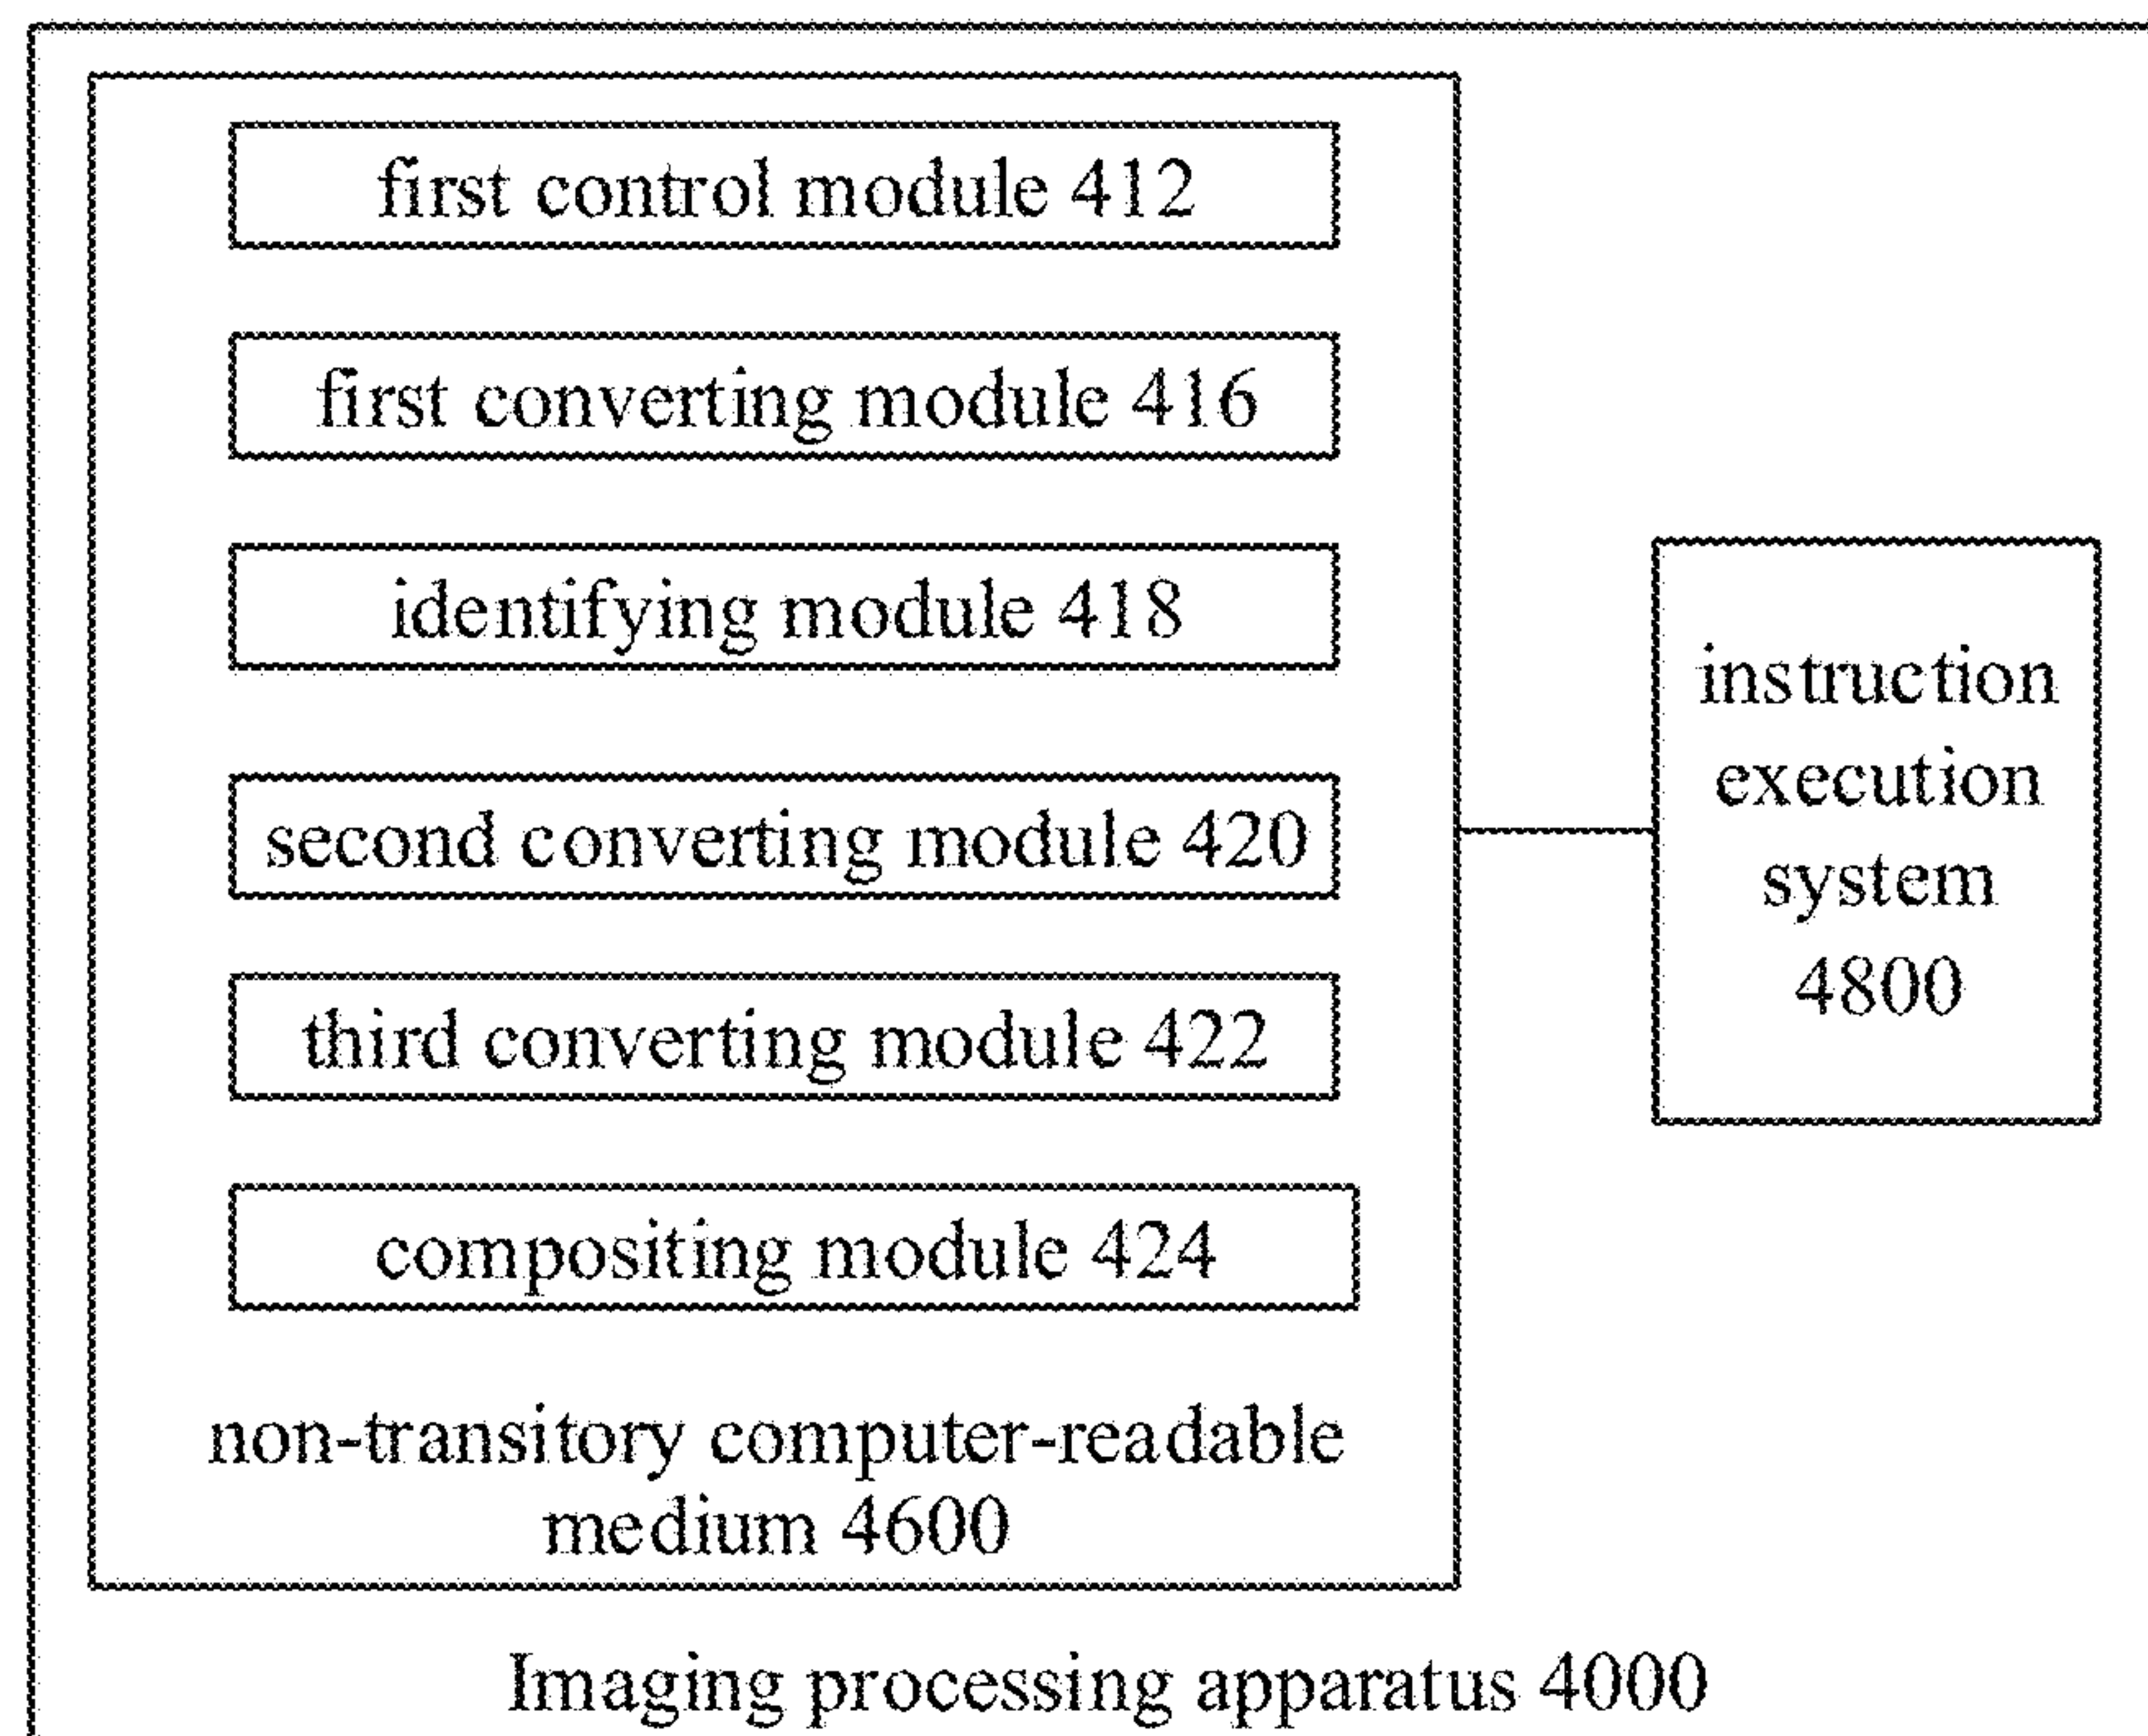 first control module 412
first converting module 416
identifying module 418
second converting module 420
third converting module 422
compositing module 424
non-transitory computer-readable
medium 4600
instruction
execution
system
4800
Imaging processing apparatus 4000